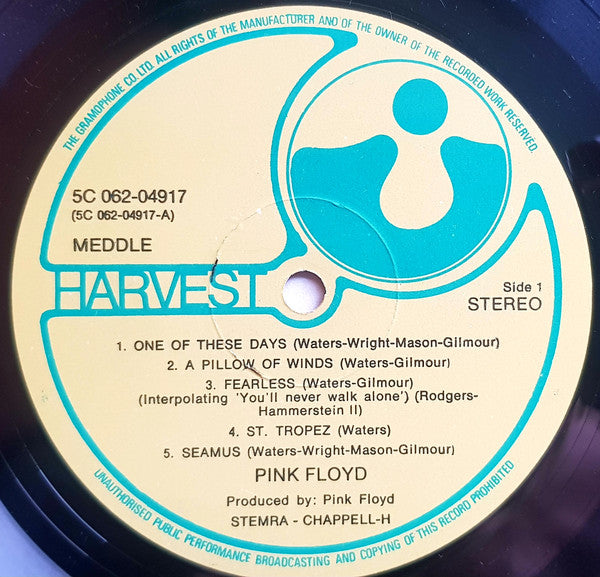 THE GRAMOPHONE CO. LTD. ALL RIGHTS OF THE MANUFACTURER AND OF THE OWNER OF THE RECORDED WORK RESERVED.
5C 062-04917
(5C 062-04917-A)
MEDDLE
HARVEST
Side 1
STEREO
1. ONE OF THESE DAYS (Waters-Wright-Mason-Gilmour)
2. A PILLOW OF WINDS (Waters-Gilmour)
3. FEARLESS (Waters-Gilmour)
(Interpolating 'You'll never walk alone') (Rodgers-
Hammerstein II)
4. ST. TROPEZ (Waters)
5. SEAMUS (Waters-Wright-Mason-Gilmour)
PINK FLOYD
Produced by: Pink Floyd
STEMRA - CHAPPELL-H
UNAUTHORISED PUBLIC PERFORMANCE BROADCASTING AND COPYING OF THIS RECORD PROHIBITED